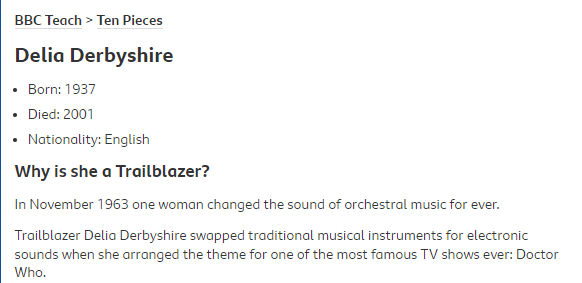 BBC Teach > Ten Pieces
Delia Derbyshire
• Born: 1937
• Died: 2001
• Nationality: English
Why is she a Trailblazer?
In November 1963 one woman changed the sound of orchestral music for ever.
Trailblazer Delia Derbyshire swapped traditional musical instruments for electronic
sounds when she arranged the theme for one of the most famous TV shows ever: Doctor
Who.